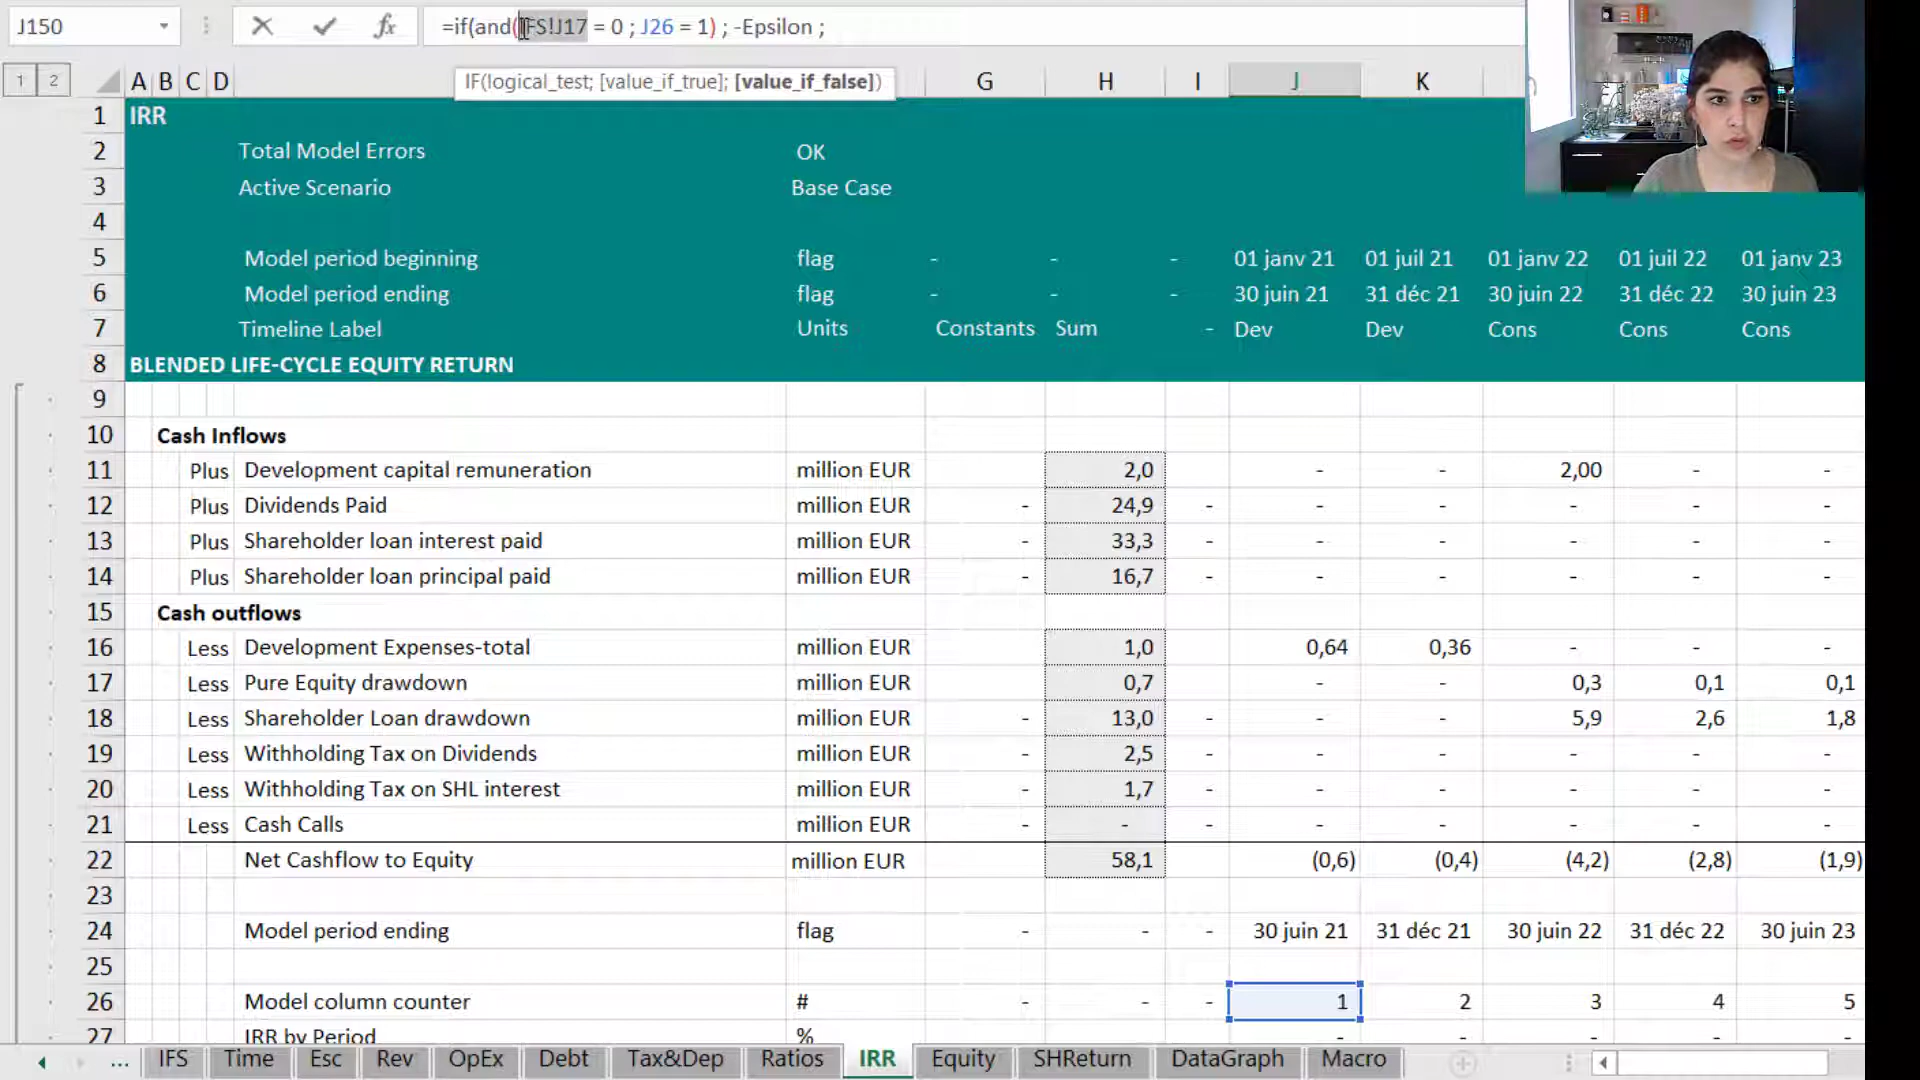 J150 =if(and(IFS!J17 = 0 ; J26 = 1) ; -Epsilon ;
1 2 A B C D IF(logical_test; [value_if_true]; [value_if_false]) G H I J K
1 IRR
2 Total Model Errors OK
3 Active Scenario Base Case
4
5 Model period beginning flag - - - 01 janv 21 01 juil 21 01 janv 22 01 juil 22 01 janv 23
6 Model period ending flag - - - 30 juin 21 31 déc 21 30 juin 22 31 déc 22 30 juin 23
7 Timeline Label Units Constants Sum - Dev Dev Cons Cons Cons
8 BLENDED LIFE-CYCLE EQUITY RETURN
9
10 Cash Inflows
11 Plus Development capital remuneration million EUR 2,0 - - 2,00 - -
12 Plus Dividends Paid million EUR - 24,9 - - - - - -
13 Plus Shareholder loan interest paid million EUR - 33,3 - - - - - -
14 Plus Shareholder loan principal paid million EUR - 16,7 - - - - - -
15 Cash outflows
16 Less Development Expenses-total million EUR 1,0 0,64 0,36 - - -
17 Less Pure Equity drawdown million EUR 0,7 - - 0,3 0,1 0,1
18 Less Shareholder Loan drawdown million EUR - 13,0 - - - 5,9 2,6 1,8
19 Less Withholding Tax on Dividends million EUR - 2,5 - - - - - -
20 Less Withholding Tax on SHL interest million EUR - 1,7 - - - - - -
21 Less Cash Calls million EUR - - - - - - - -
22 Net Cashflow to Equity million EUR 58,1 (0,6) (0,4) (4,2) (2,8) (1,9)
23
24 Model period ending flag - - - 30 juin 21 31 déc 21 30 juin 22 31 déc 22 30 juin 23
25
26 Model column counter # - - - 1 2 3 4 5
27 IRR by Period % - - - - -
... IFS Time Esc Rev OpEx Debt Tax&Dep Ratios IRR Equity SHReturn DataGraph Macro